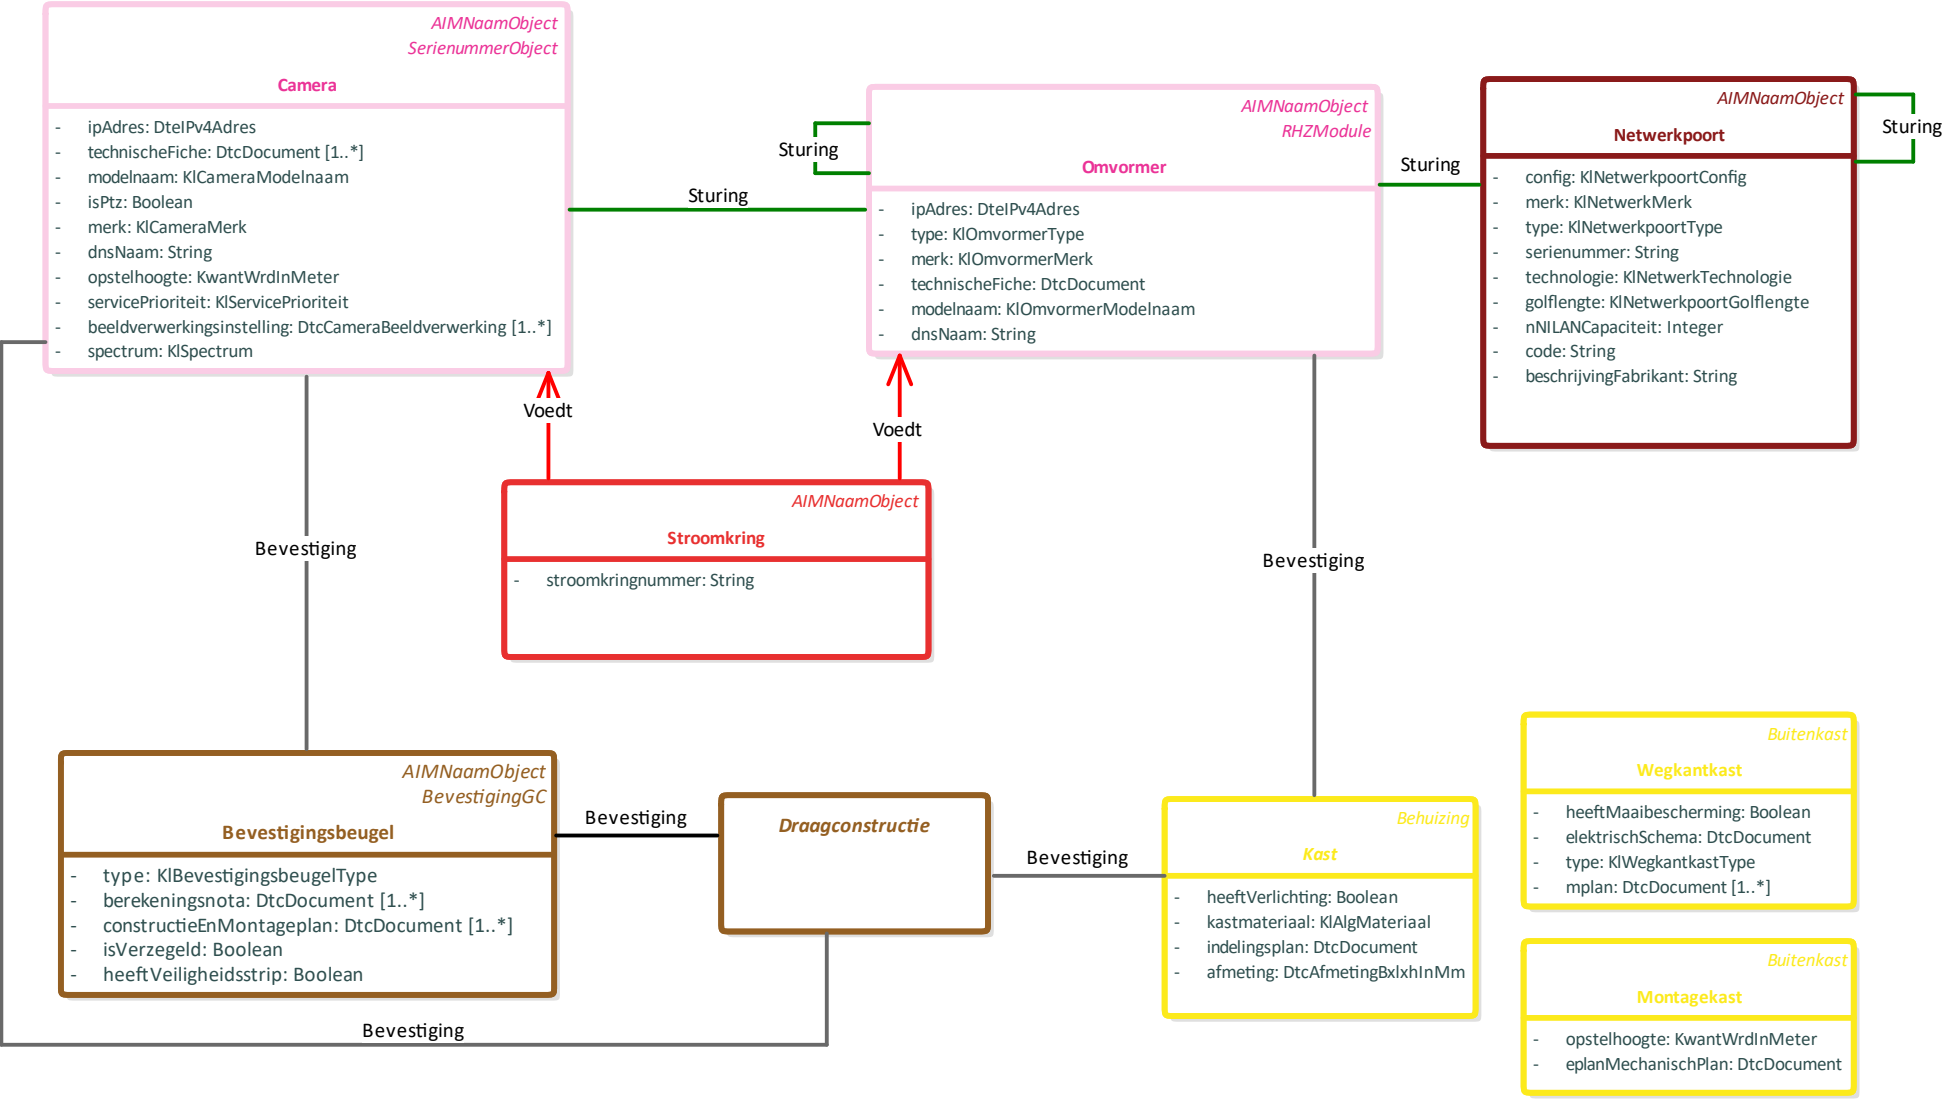 AIMNaamObject
SerienummerObject
Camera
- ipAdres: DteIPv4Adres
- technischeFiche: DtcDocument [1..*]
- modelnaam: KlCameraModelnaam
- isPtz: Boolean
- merk: KlCameraMerk
- dnsNaam: String
- opstelhoogte: KwantWrdInMeter
- servicePrioriteit: KlServicePrioriteit
- beeldverwerkingsinstelling: DtcCameraBeeldverwerking [1..*]
- spectrum: KlSpectrum
Sturing
Sturing
AIMNaamObject
RHZModule
Omvormer
- ipAdres: DteIPv4Adres
- type: KlOmvormerType
- merk: KlOmvormerMerk
- technischeFiche: DtcDocument
- modelnaam: KlOmvormerModelnaam
- dnsNaam: String
Sturing
AIMNaamObject
Netwerkpoort
- config: KlNetwerkpoortConfig
- merk: KlNetwerkMerk
- type: KlNetwerkpoortType
- serienummer: String
- technologie: KlNetwerkTechnologie
- golflengte: KlNetwerkpoortGolflengte
- nNILANCapaciteit: Integer
- code: String
- beschrijvingFabrikant: String
Sturing
Voedt
Voedt
AIMNaamObject
Stroomkring
- stroomkringnummer: String
Bevestiging
Bevestiging
AIMNaamObject
BevestigingGC
Bevestigingsbeugel
- type: KlBevestigingsbeugelType
- berekeningsnota: DtcDocument [1..*]
- constructieEnMontageplan: DtcDocument [1..*]
- isVerzegeld: Boolean
- heeftVeiligheidsstrip: Boolean
Bevestiging
Draagconstructie
Bevestiging
Behuizing
Kast
- heeftVerlichting: Boolean
- kastmateriaal: KlAlgMateriaal
- indelingsplan: DtcDocument
- afmeting: DtcAfmetingBxlxhInMm
Buitenkast
Wegkantkast
- heeftMaaibescherming: Boolean
- elektrischSchema: DtcDocument
- type: KlWegkantkastType
- mplan: DtcDocument [1..*]
Buitenkast
Montagekast
- opstelhoogte: KwantWrdInMeter
- eplanMechanischPlan: DtcDocument
Bevestiging